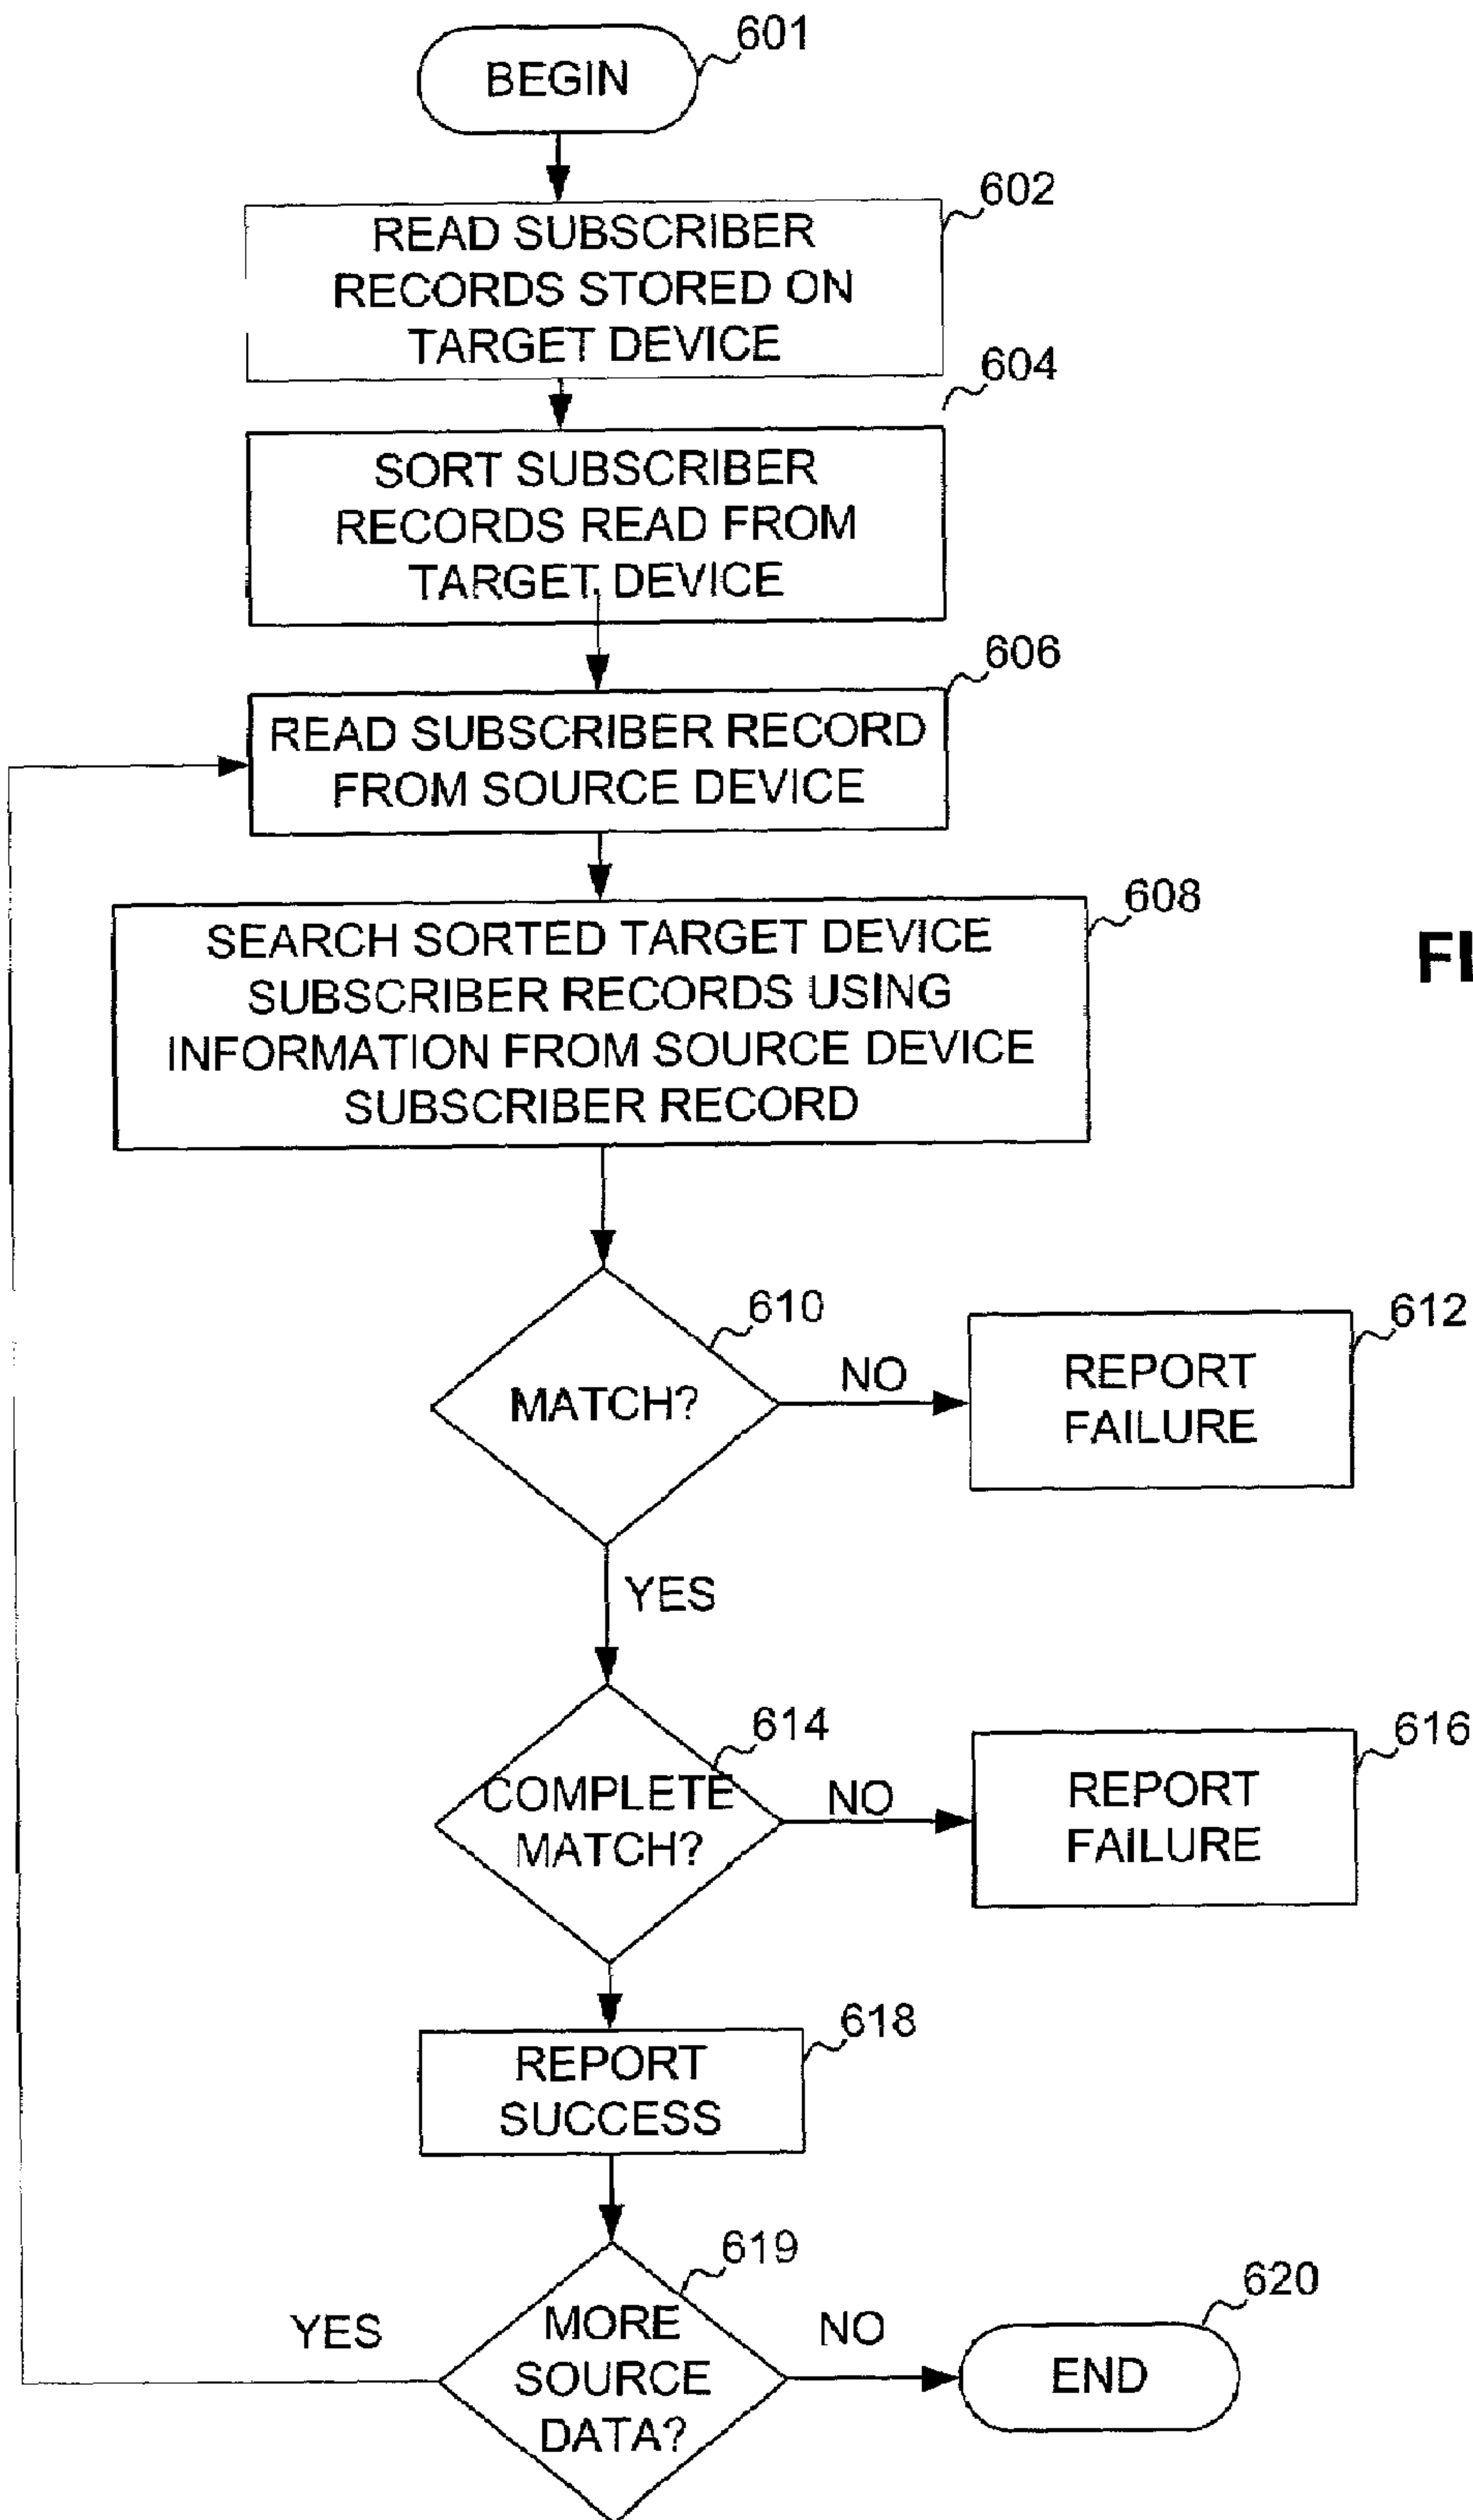 601
BEGIN
602
READ SUBSCRIBER
RECORDS STORED ON
TARGET DEVICE
604
SORT SUBSCRIBER
RECORDS READ FROM
TARGET DEVICE
606
READ SUBSCRIBER RECORD
FROM SOURCE DEVICE
608
SEARCH SORTED TARGET DEVICE
SUBSCRIBER RECORDS USING
INFORMATION FROM SOURCE DEVICE
SUBSCRIBER RECORD
FI
610
MATCH?
NO
612
REPORT
FAILURE
YES
614
COMPLETE
MATCH?
NO
616
REPORT
FAILURE
618
REPORT
SUCCESS
619
MORE
SOURCE
DATA?
YES
NO
620
END